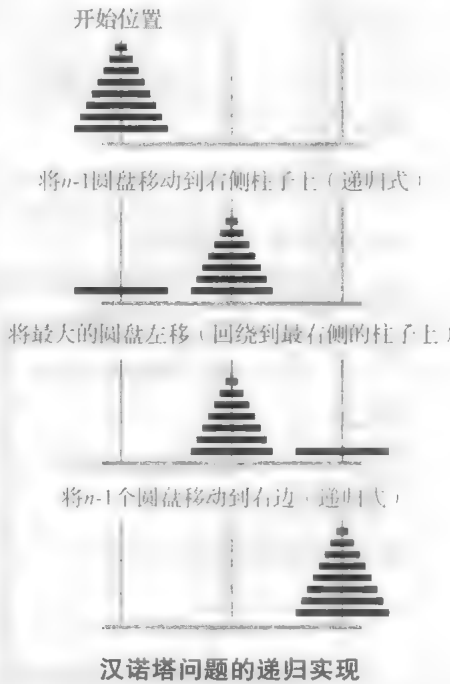 开始位置
将n-1圆盘移动到右侧柱子上（递归式）
将最大的圆盘左移（回绕到最右侧的柱子上）
将n-1个圆盘移动到右边（递归式）
汉诺塔问题的递归实现